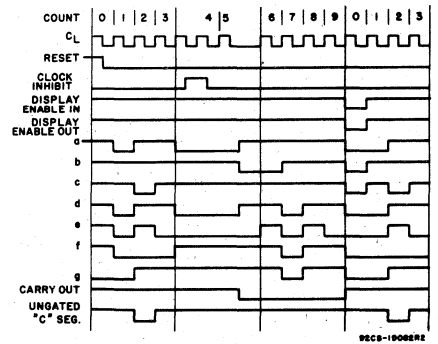 COUNT 0 1 2 3 4 5 6 7 8 9 0 1 2 3
CL
RESET
CLOCK
INHIBIT
DISPLAY
ENABLE IN
DISPLAY
ENABLE OUT
a
b
c
d
e
f
g
CARRY OUT
UNGATED
"C" SEG.
92CS-19082R2